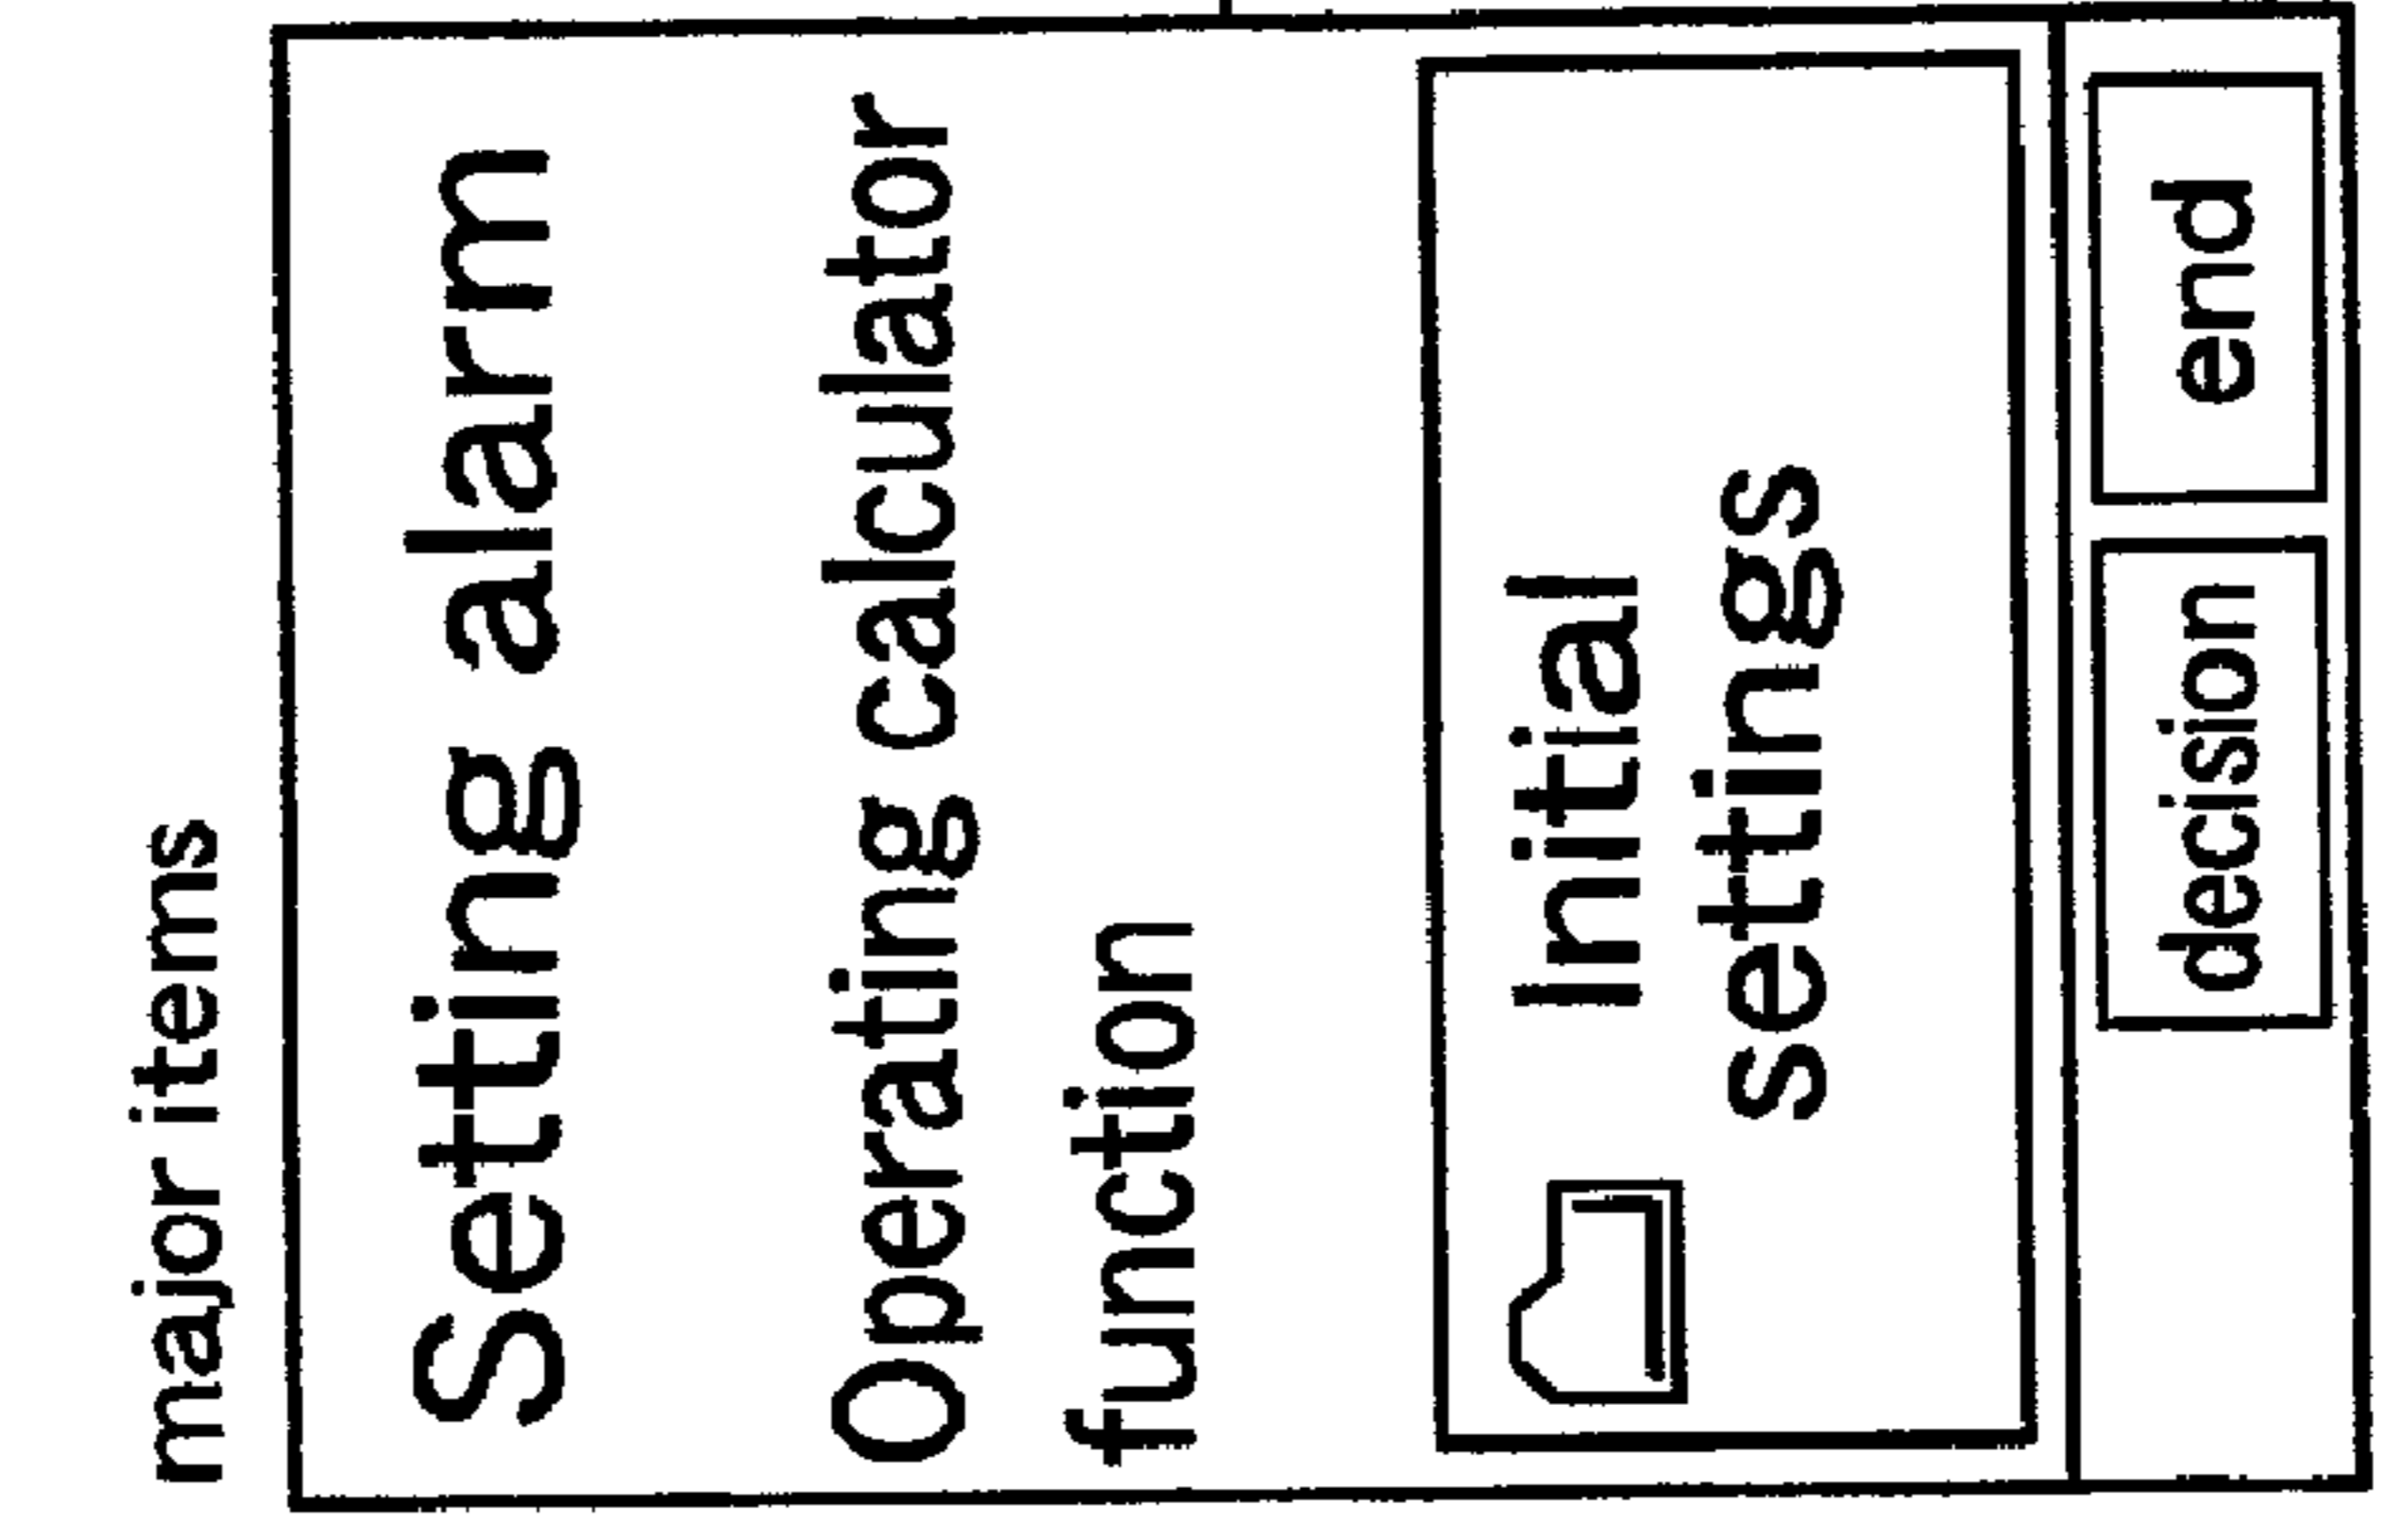 major items
Setting alarm
Operating calculator
function
Initial
settings
decision
end